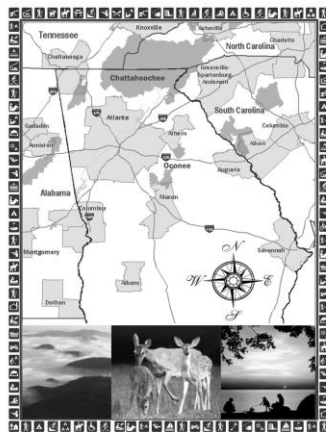 Knoxville
Asheville
Tennessee
North Carolina
Charlotte
Chattanooga
Chattahoochee
Greenville
Spartanburg
Anderson
South Carolina
Gadsden
Atlanta
Columbia
Anniston
Athens
Aiken
Oconee
Augusta
Alabama
Macon
Columbus
Montgomery
Savannah
N
W
E
S
Albany
Dothan